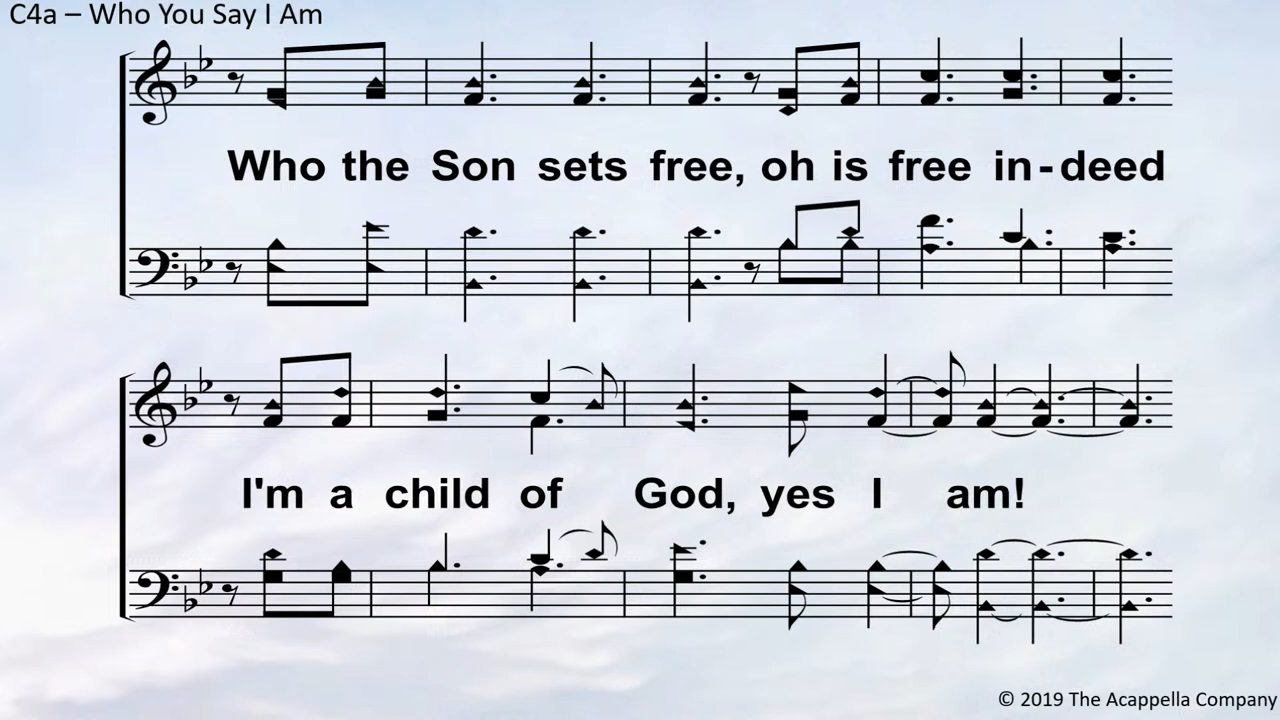 C4a – Who You Say I Am
Who the Son sets free, oh is free in-deed
I'm a child of God, yes I am!
© 2019 The Acappella Company